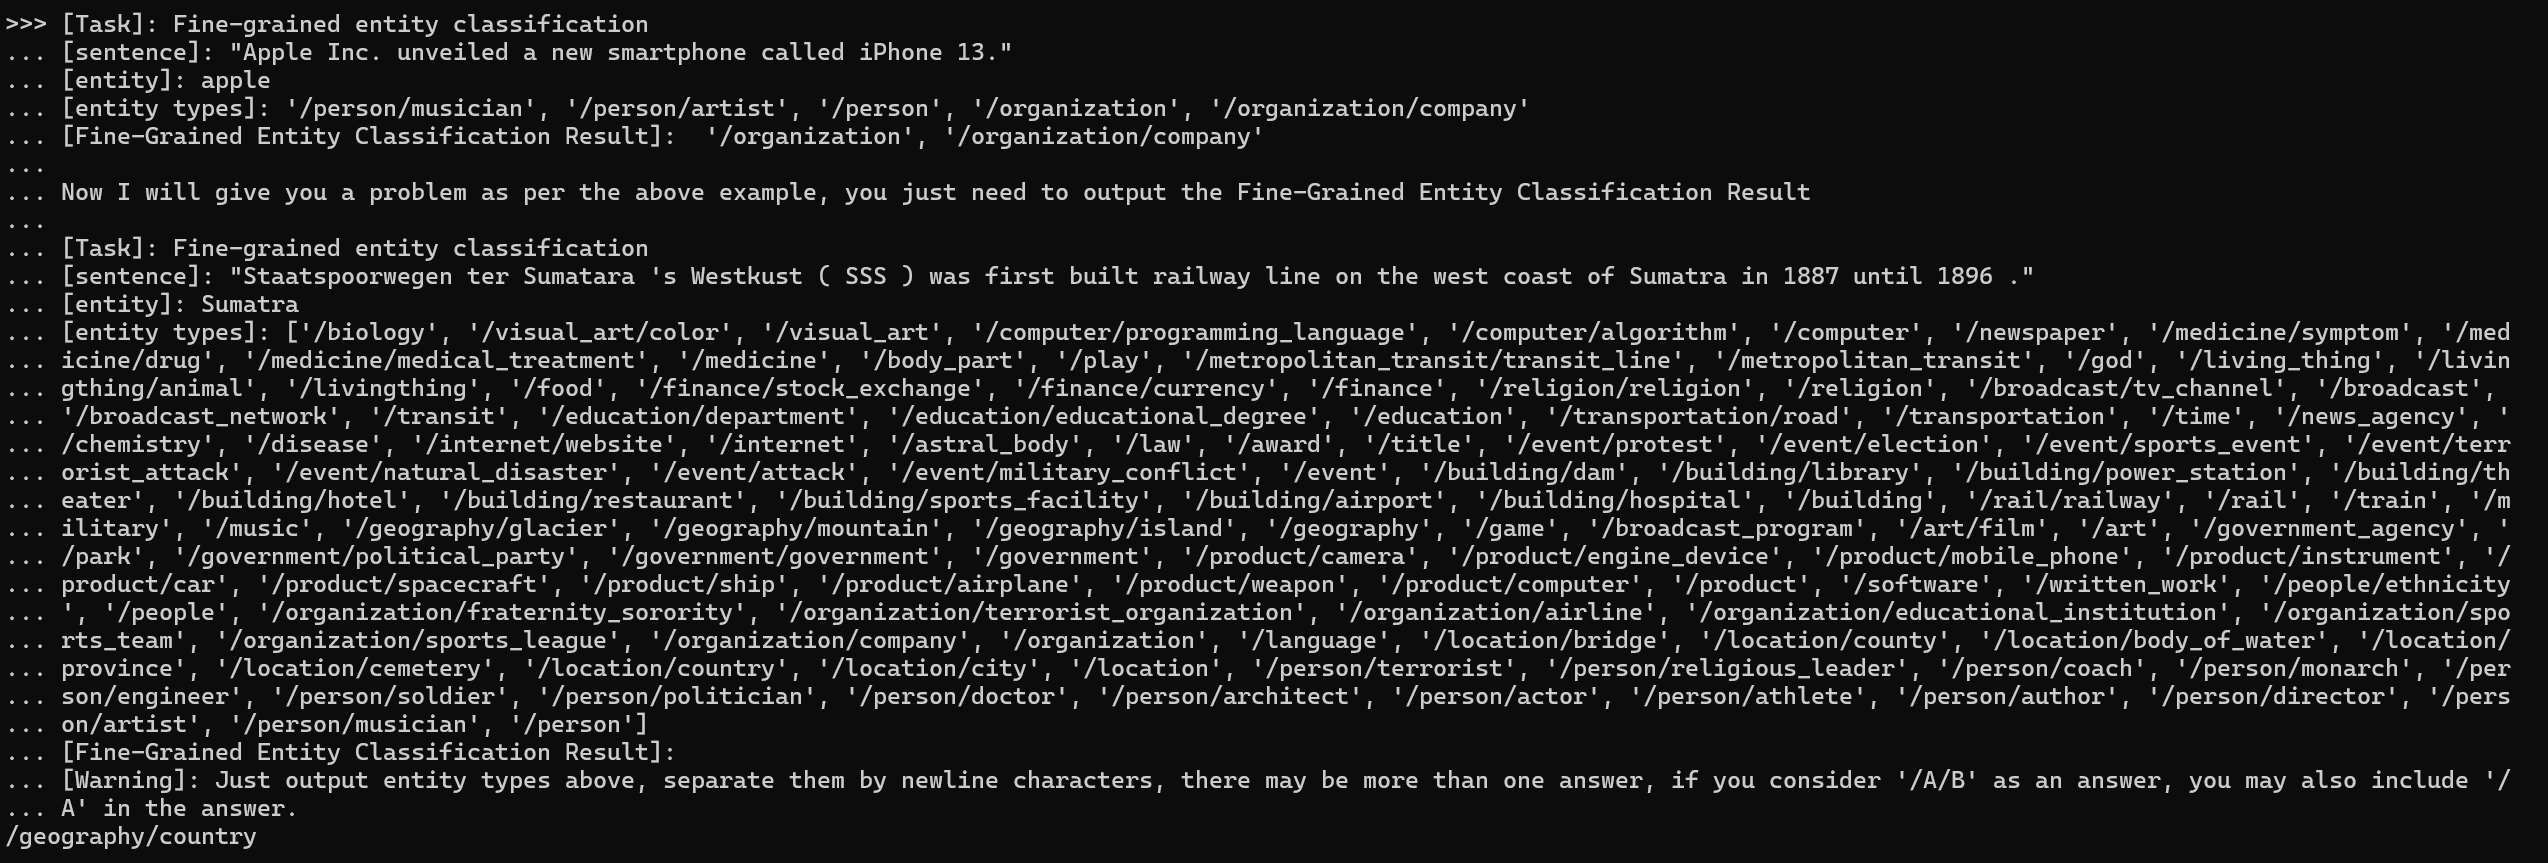 >>> [Task]: Fine-grained entity classification
... [sentence]: "Apple Inc. unveiled a new smartphone called iPhone 13."
... [entity]: apple
... [entity types]: '/person/musician', '/person/artist', '/person', '/organization', '/organization/company'
... [Fine-Grained Entity Classification Result]:  '/organization', '/organization/company'
...
... Now I will give you a problem as per the above example, you just need to output the Fine-Grained Entity Classification Result
...
... [Task]: Fine-grained entity classification
... [sentence]: "Staatspoorwegen ter Sumatara 's Westkust ( SSS ) was first built railway line on the west coast of Sumatra in 1887 until 1896 ."
... [entity]: Sumatra
... [entity types]: ['/biology', '/visual_art/color', '/visual_art', '/computer/programming_language', '/computer/algorithm', '/computer', '/newspaper', '/medicine/symptom', '/med
... icine/drug', '/medicine/medical_treatment', '/medicine', '/body_part', '/play', '/metropolitan_transit/transit_line', '/metropolitan_transit', '/god', '/living_thing', '/livin
... gthing/animal', '/livingthing', '/food', '/finance/stock_exchange', '/finance/currency', '/finance', '/religion/religion', '/religion', '/broadcast/tv_channel', '/broadcast',
... '/broadcast_network', '/transit', '/education/department', '/education/educational_degree', '/education', '/transportation/road', '/transportation', '/time', '/news_agency', '
... /chemistry', '/disease', '/internet/website', '/internet', '/astral_body', '/law', '/award', '/title', '/event/protest', '/event/election', '/event/sports_event', '/event/terr
... orist_attack', '/event/natural_disaster', '/event/attack', '/event/military_conflict', '/event', '/building/dam', '/building/library', '/building/power_station', '/building/th
... eater', '/building/hotel', '/building/restaurant', '/building/sports_facility', '/building/airport', '/building/hospital', '/building', '/rail/railway', '/rail', '/train', '/m
... ilitary', '/music', '/geography/glacier', '/geography/mountain', '/geography/island', '/geography', '/game', '/broadcast_program', '/art/film', '/art', '/government_agency', '
... /park', '/government/political_party', '/government/government', '/government', '/product/camera', '/product/engine_device', '/product/mobile_phone', '/product/instrument', '/
... product/car', '/product/spacecraft', '/product/ship', '/product/airplane', '/product/weapon', '/product/computer', '/product', '/software', '/written_work', '/people/ethnicity
... ', '/people', '/organization/fraternity_sorority', '/organization/terrorist_organization', '/organization/airline', '/organization/educational_institution', '/organization/spo
... rts_team', '/organization/sports_league', '/organization/company', '/organization', '/language', '/location/bridge', '/location/county', '/location/body_of_water', '/location/
... province', '/location/cemetery', '/location/country', '/location/city', '/location', '/person/terrorist', '/person/religious_leader', '/person/coach', '/person/monarch', '/per
... son/engineer', '/person/soldier', '/person/politician', '/person/doctor', '/person/architect', '/person/actor', '/person/athlete', '/person/author', '/person/director', '/pers
... on/artist', '/person/musician', '/person']
... [Fine-Grained Entity Classification Result]:
... [Warning]: Just output entity types above, separate them by newline characters, there may be more than one answer, if you consider '/A/B' as an answer, you may also include '/
... A' in the answer.
/geography/country